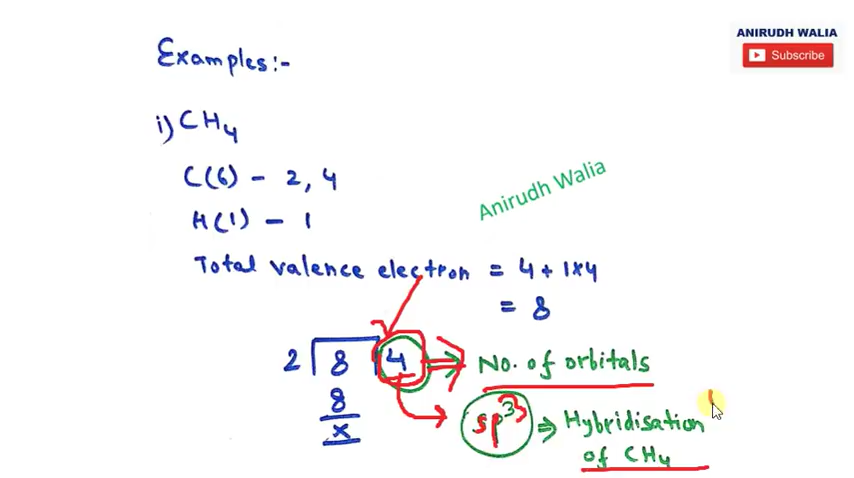 ANIRUDH WALIA
Subscribe
Examples:-
i) CH4
C(6) - 2, 4
H(1) - 1
Anirudh Walia
Total valence electron = 4 + 1x4
= 8
2 8 4 ⇒ No. of orbitals
8
x
sp³ ⇒ Hybridisation
of CH4